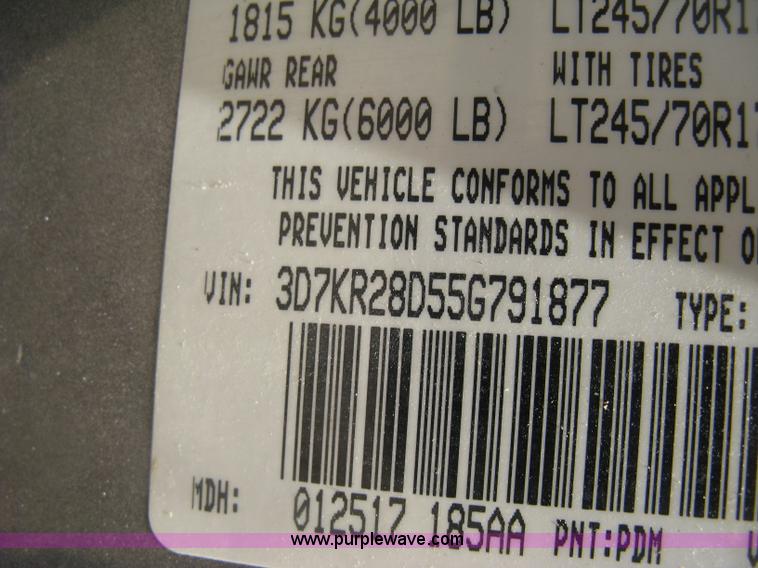 1815 KG(4000 LB) LT245/70R17
GAWR REAR WITH TIRES
2722 KG(6000 LB) LT245/70R17
THIS VEHICLE CONFORMS TO ALL APPL
PREVENTION STANDARDS IN EFFECT O
VIN: 3D7KR28D55G791877 TYPE:
MDH: 012517 185AA PNT:PDM
www.purplewave.com